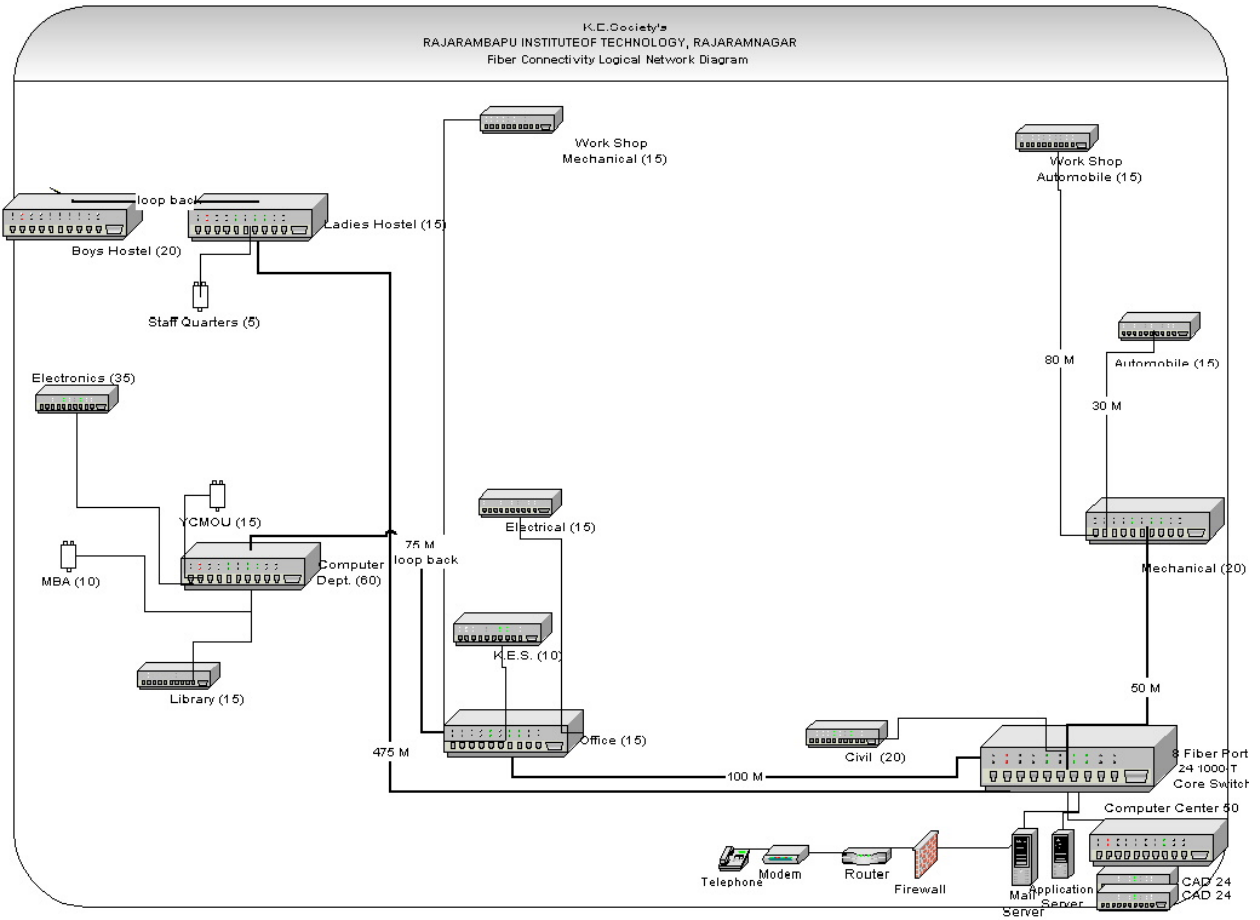 K.E.Society's
RAJARAMBAPU INSTITUTEOF TECHNOLOGY, RAJARAMNAGAR
Fiber Connectivity Logical Network Diagram
Work Shop
Mechanical (15)
Work Shop
Automobile (15)
loop back
Ladies Hostel (15)
Boys Hostel (20)
Staff Quarters (5)
80 M
Automobile (15)
Electronics (35)
30 M
YCMOU (15)
Electrical (15)
75 M
loop back
Computer
Dept. (60)
MBA (10)
Mechanical (20)
K.E.S. (10)
Library (15)
50 M
Office (15)
475 M
Civil (20)
100 M
8 Fiber Port
24 1000-T
Core Switch
Computer Center 50
Telephone
Modem
Router
Firewall
Mail
Server
Application
Server
CAD 24
CAD 24